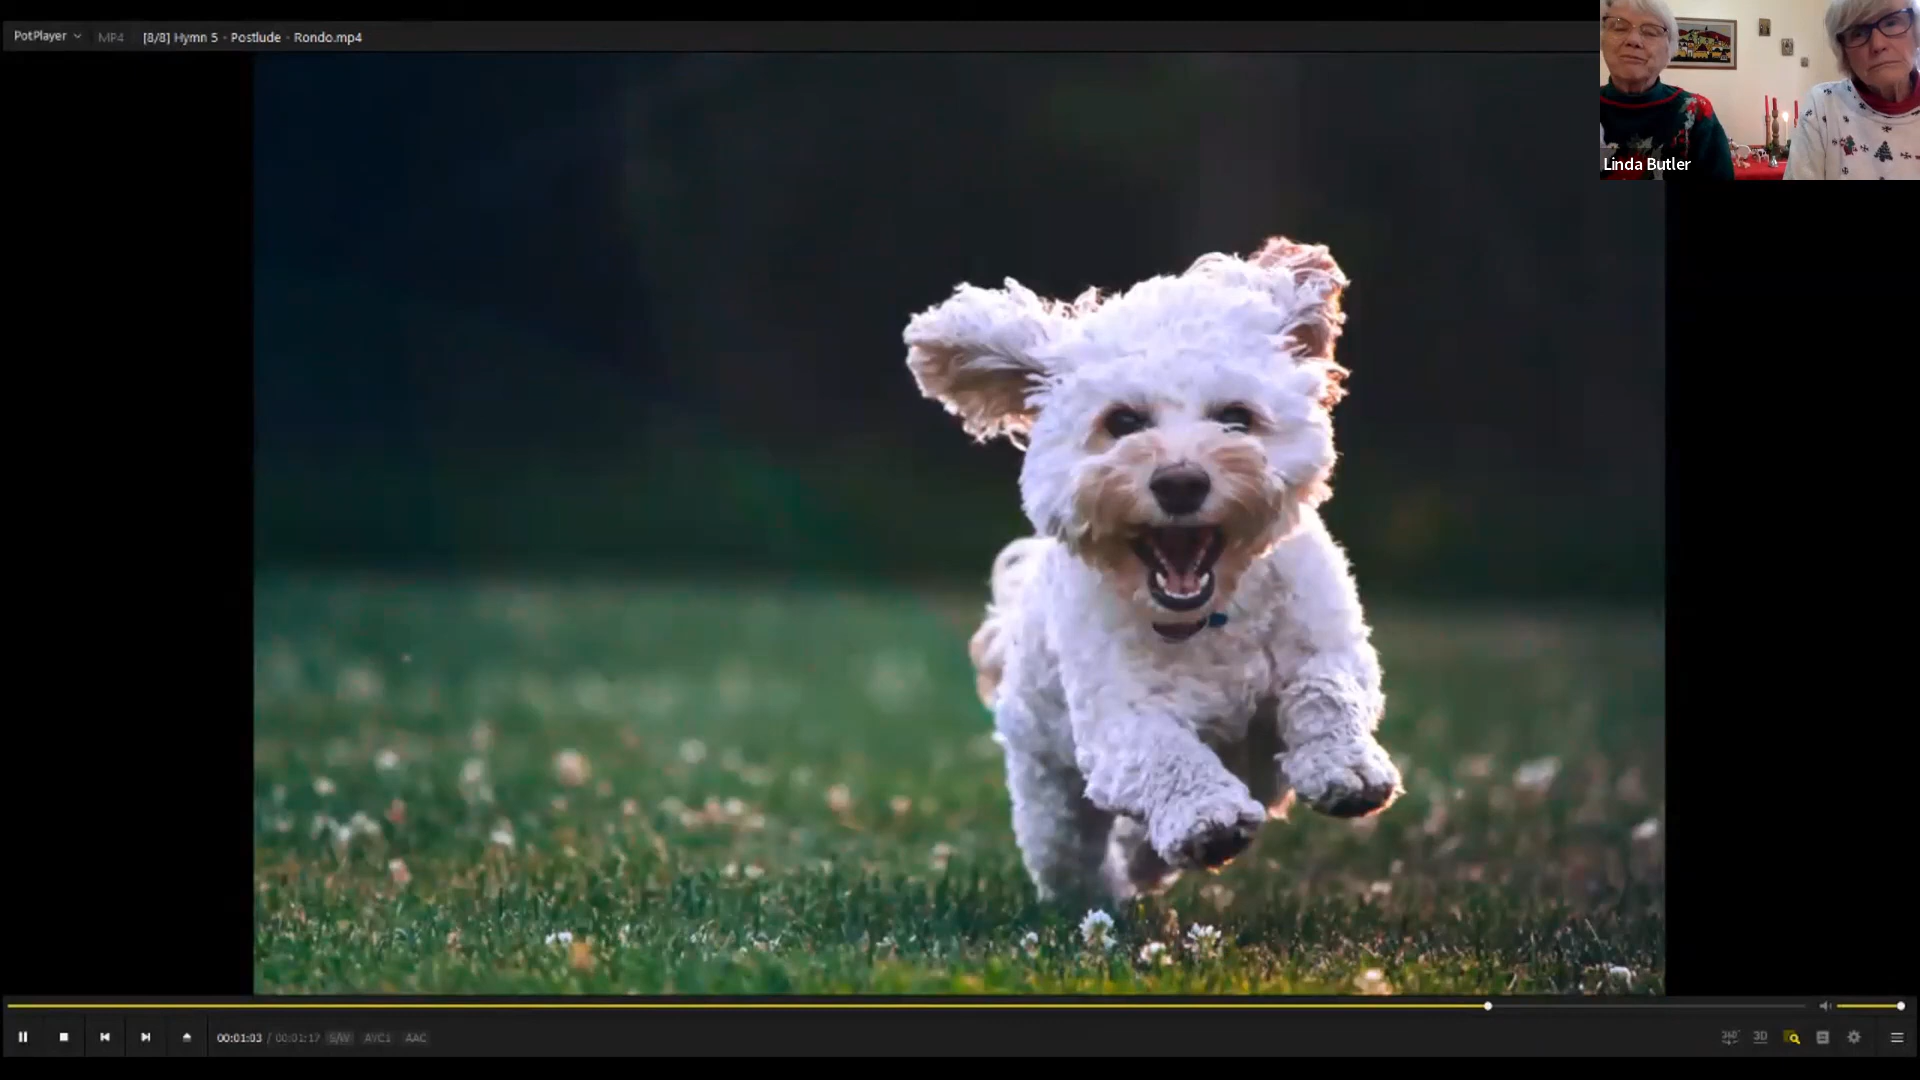 PotPlayer MP4 [8/8] Hymn 5 - Postlude - Rondo.mp4
Linda Butler
00:01:03 / 00:01:17 S/W AVC1 AAC
360° 3D